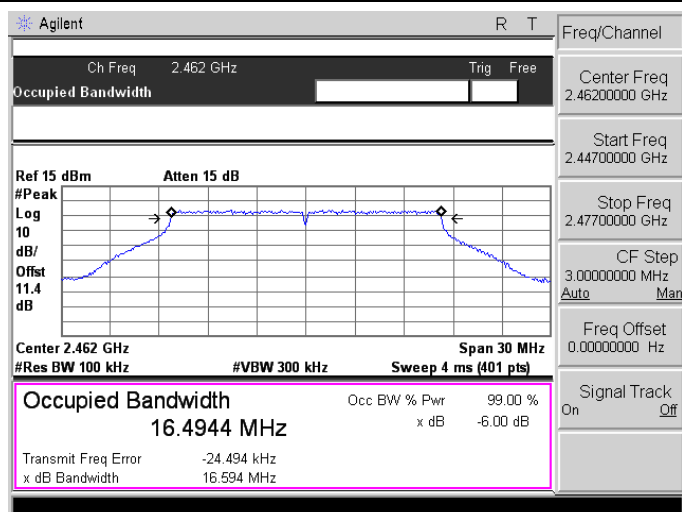 Agilent
R T
Ch Freq 2.462 GHz Trig Free
Occupied Bandwidth
Ref 15 dBm Atten 15 dB
#Peak
Log
10
dB/
Offst
11.4
dB
Center 2.462 GHz Span 30 MHz
#Res BW 100 kHz #VBW 300 kHz Sweep 4 ms (401 pts)
Occupied Bandwidth
16.4944 MHz
Occ BW % Pwr 99.00 %
x dB -6.00 dB
Transmit Freq Error -24.494 kHz
x dB Bandwidth 16.594 MHz
Freq/Channel
Center Freq
2.46200000 GHz
Start Freq
2.44700000 GHz
Stop Freq
2.47700000 GHz
CF Step
3.00000000 MHz
Auto Man
Freq Offset
0.00000000 Hz
Signal Track
On Off